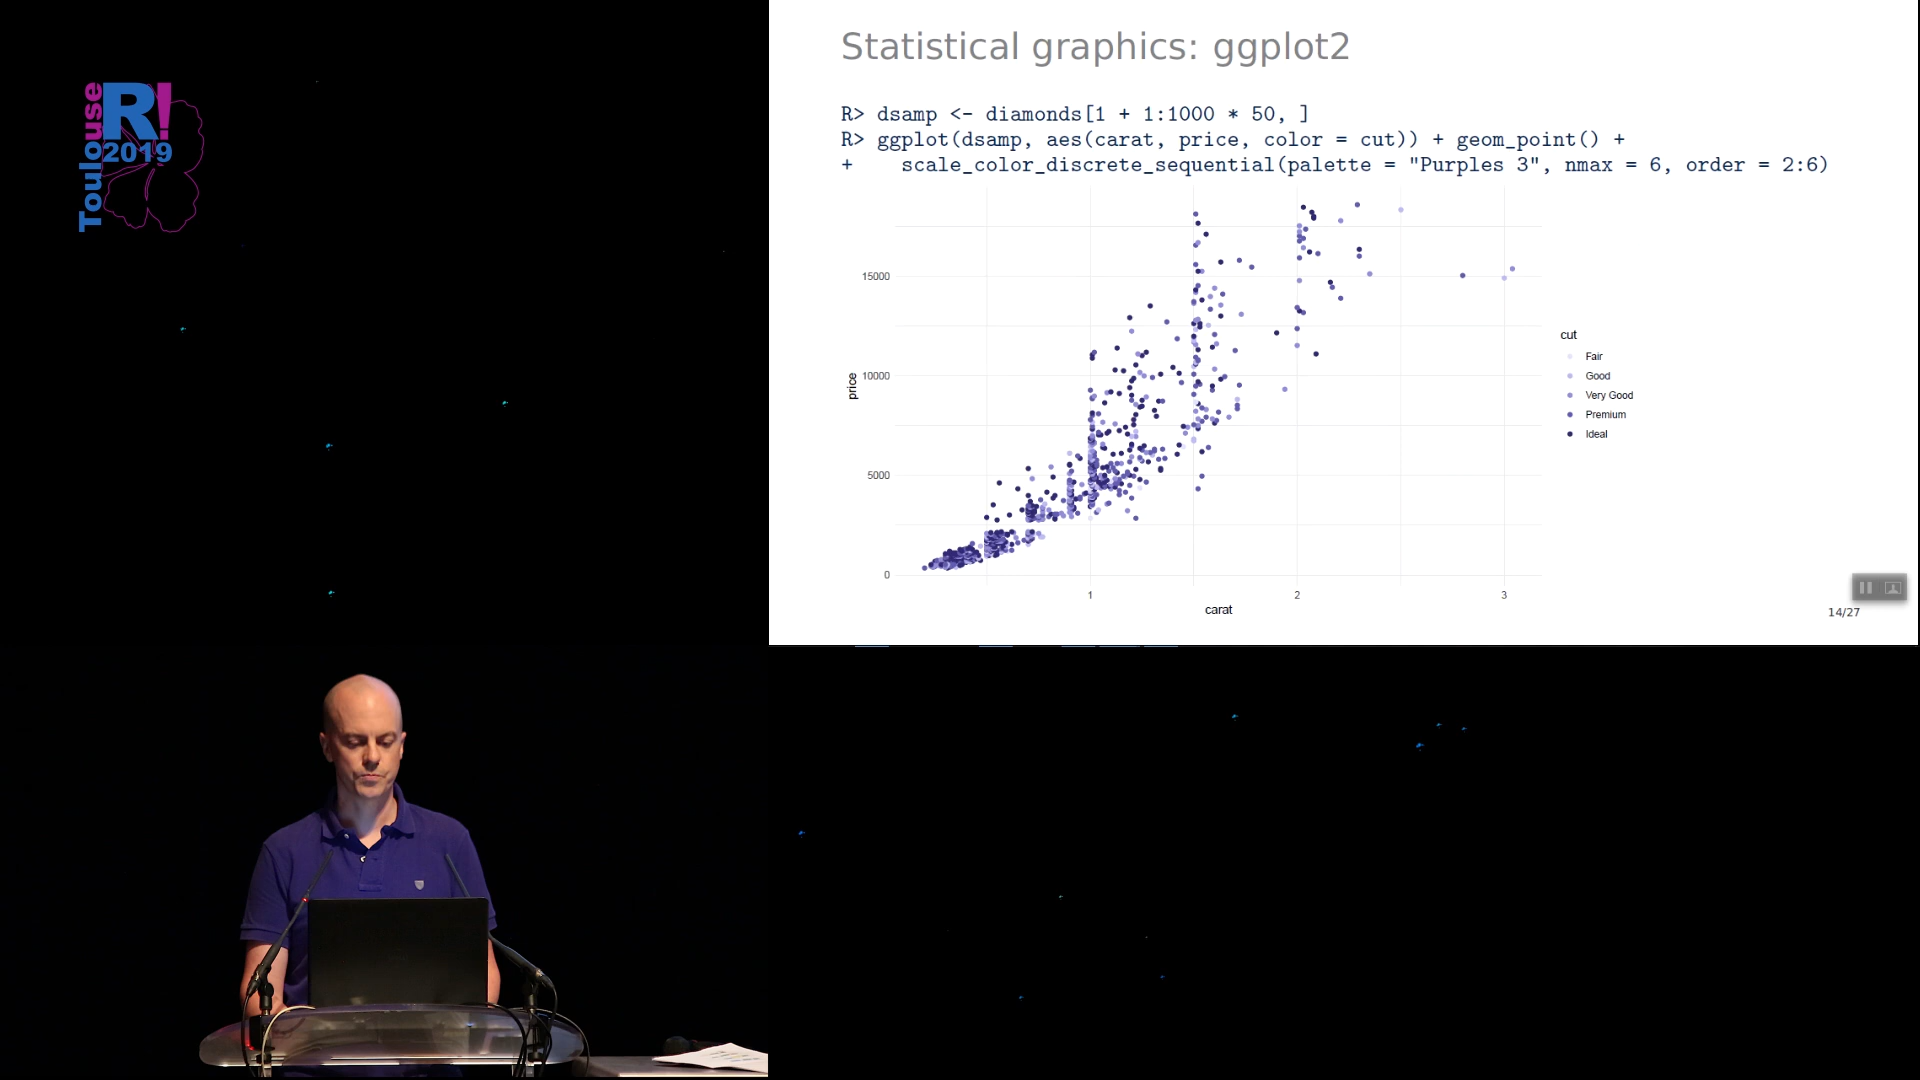 Toulouse
R!
2019
Statistical graphics: ggplot2
R> dsamp <- diamonds[1 + 1:1000 * 50, ]
R> ggplot(dsamp, aes(carat, price, color = cut)) + geom_point() +
+    scale_color_discrete_sequential(palette = "Purples 3", nmax = 6, order = 2:6)
15000
10000
5000
0
price
1
2
3
carat
cut
Fair
Good
Very Good
Premium
Ideal
14/27